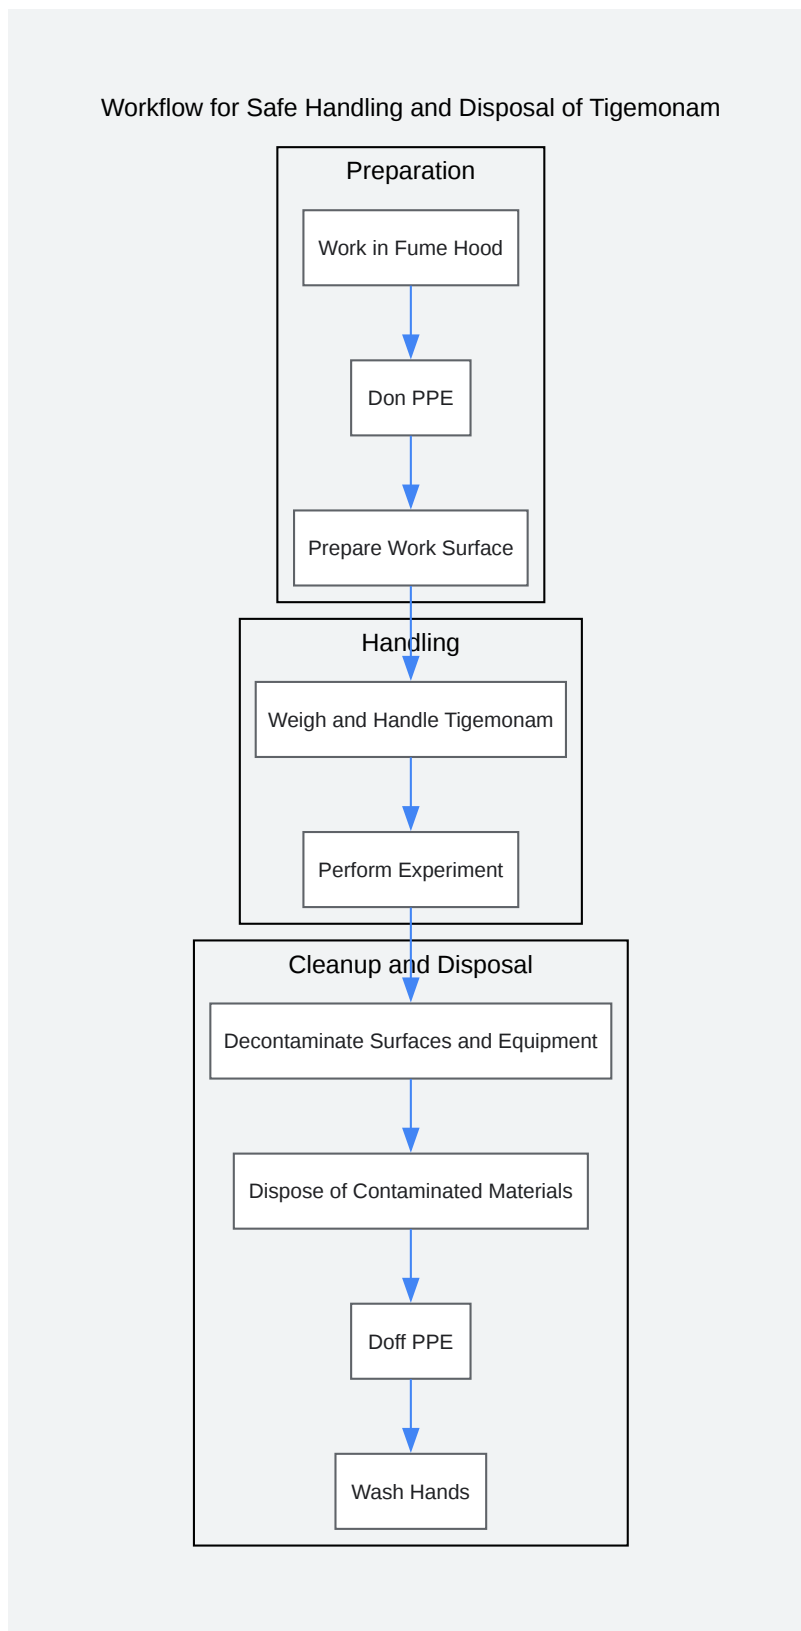 Workflow for Safe Handling and Disposal of Tigemonam
Preparation
Work in Fume Hood
Don PPE
Prepare Work Surface
Handling
Weigh and Handle Tigemonam
Perform Experiment
Cleanup and Disposal
Decontaminate Surfaces and Equipment
Dispose of Contaminated Materials
Doff PPE
Wash Hands